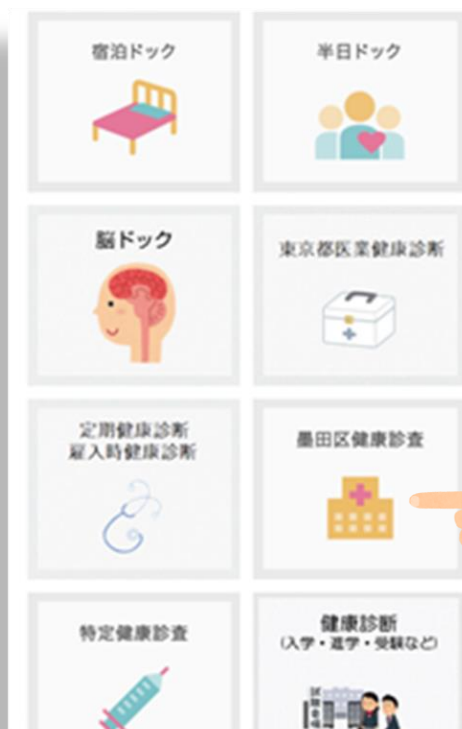 宿泊ドック
半日ドック
脳ドック
東京都医業健康診断
定期健康診断
雇入時健康診断
墨田区健康診査
特定健康診査
健康診断
(入学・進学・受験など)